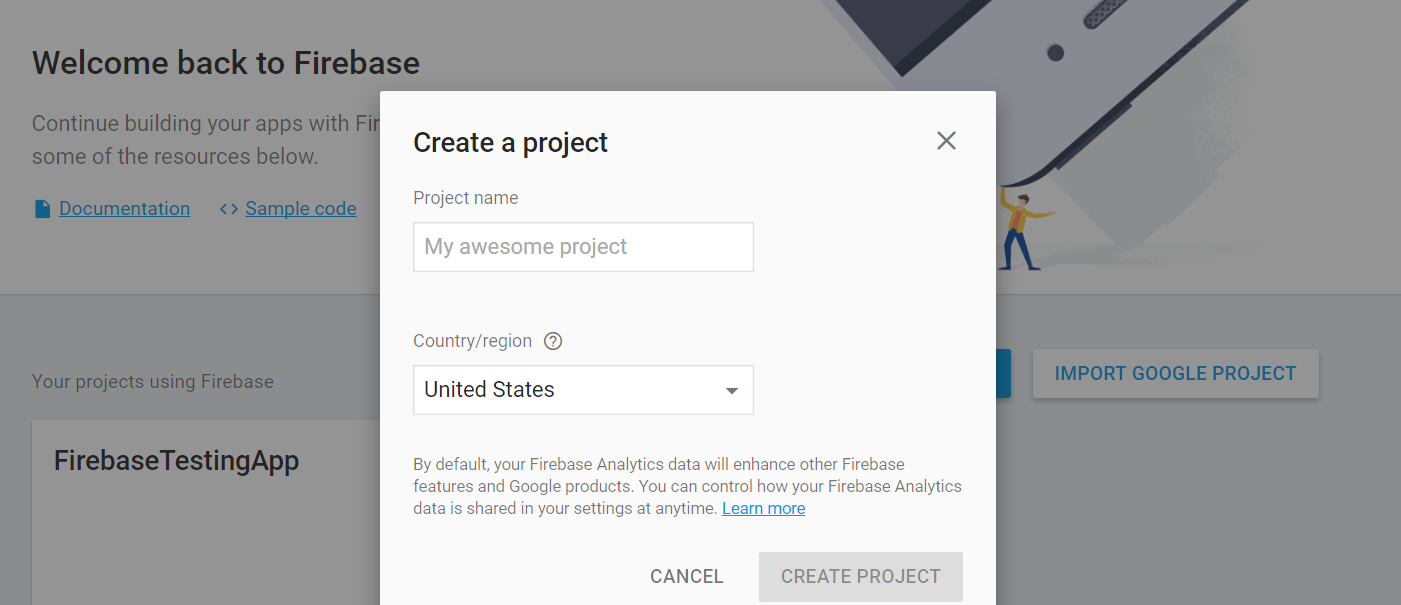 Welcome back to Firebase
Continue building your apps with Fir
some of the resources below.
Documentation
<> Sample code
Your projects using Firebase
FirebaseTestingApp
Create a project
Project name
My awesome project
Country/region ?
United States
By default, your Firebase Analytics data will enhance other Firebase
features and Google products. You can control how your Firebase Analytics
data is shared in your settings at anytime. Learn more
CANCEL
CREATE PROJECT
IMPORT GOOGLE PROJECT